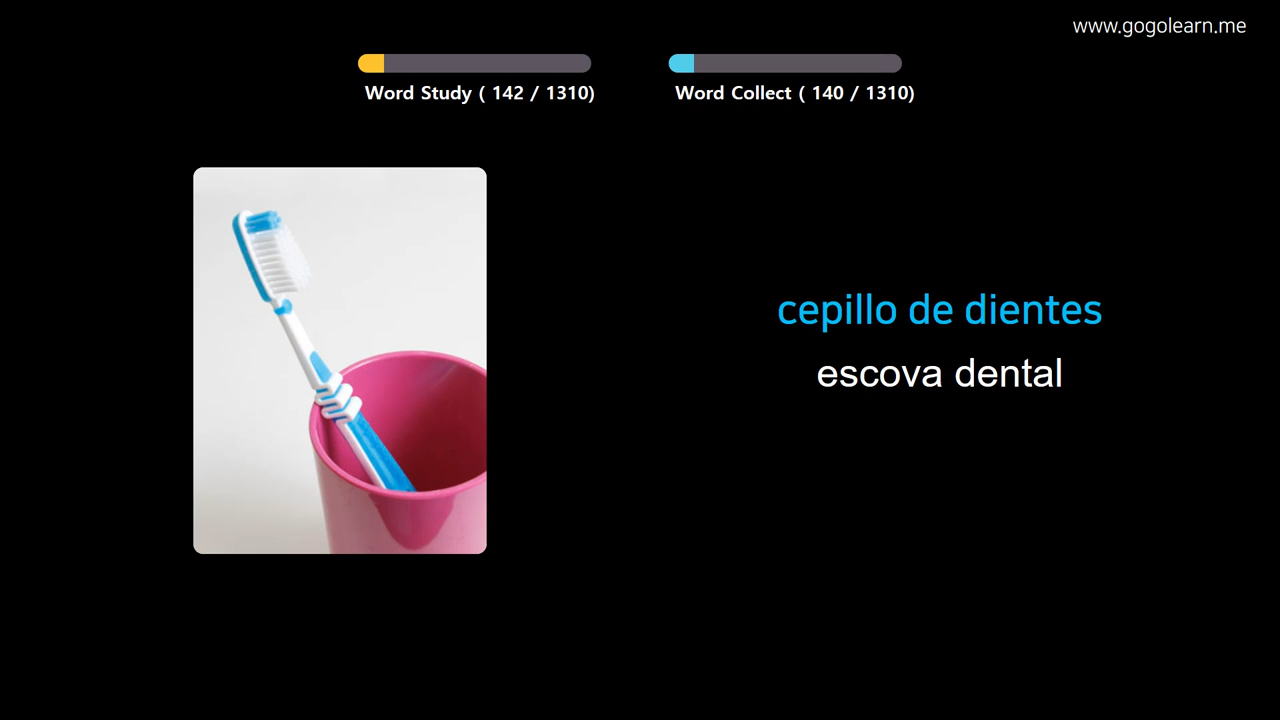 www.gogolearn.me
Word Study ( 142 / 1310)
Word Collect ( 140 / 1310)
cepillo de dientes
escova dental